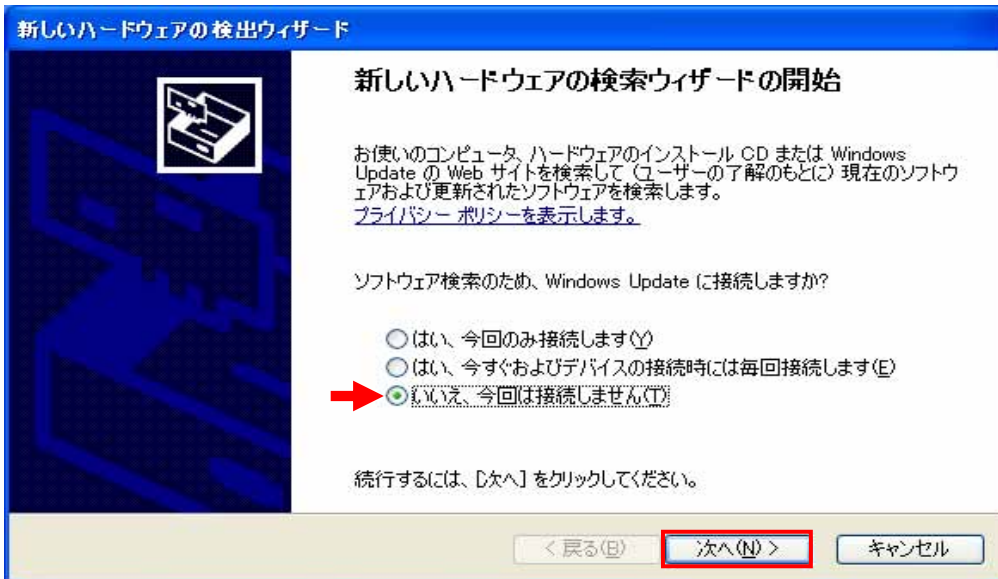 新しいハードウェアの検出ウィザード
新しいハードウェアの検索ウィザードの開始
お使いのコンピュータ、ハードウェアのインストール CD または Windows
Update の Web サイトを検索して (ユーザーの了解のもとに) 現在のソフトウ
ェアおよび更新されたソフトウェアを検索します。
プライバシー ポリシーを表示します。
ソフトウェア検索のため、Windows Update に接続しますか?
はい、今回のみ接続します(Y)
はい、今すぐおよびデバイスの接続時には毎回接続します(E)
いいえ、今回は接続しません(T)
続行するには、[次へ] をクリックしてください。
< 戻る(B) 次へ(N) > キャンセル